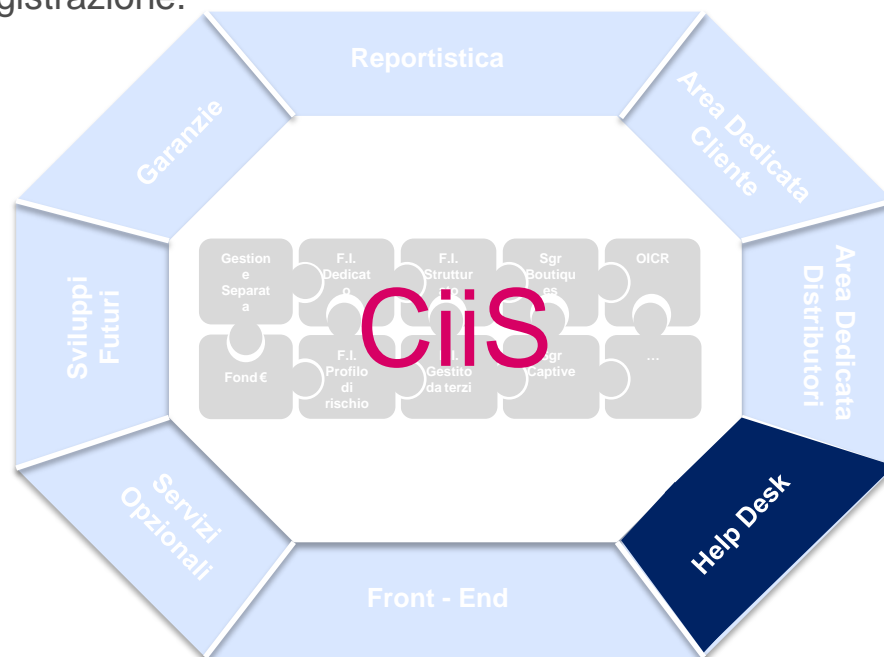 gistrazione.
Reportistica
Garanzie
Area Dedicata
Cliente
Gestion
e
Separat
a
F.I.
Dedicat
o
F.I.
Struttur
Sgr
Boutiqu
es
OICR
Sviluppi
Futuri
Area Dedicata
Distributori
CiiS
Fond €
F.I.
Profilo
di
rischio
Gestito
da terzi
Sgr
Captive
...
Servizi
Opzionali
Help Desk
Front - End